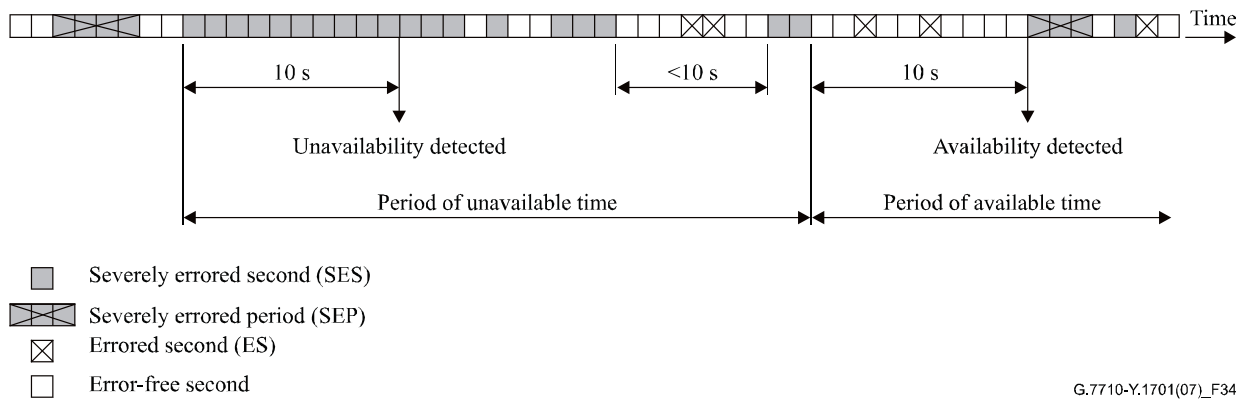 Time
10 s
<10 s
10 s
Unavailability detected
Availability detected
Period of unavailable time
Period of available time
Severely errored second (SES)
Severely errored period (SEP)
Errored second (ES)
Error-free second
G.7710-Y.1701(07)_F34